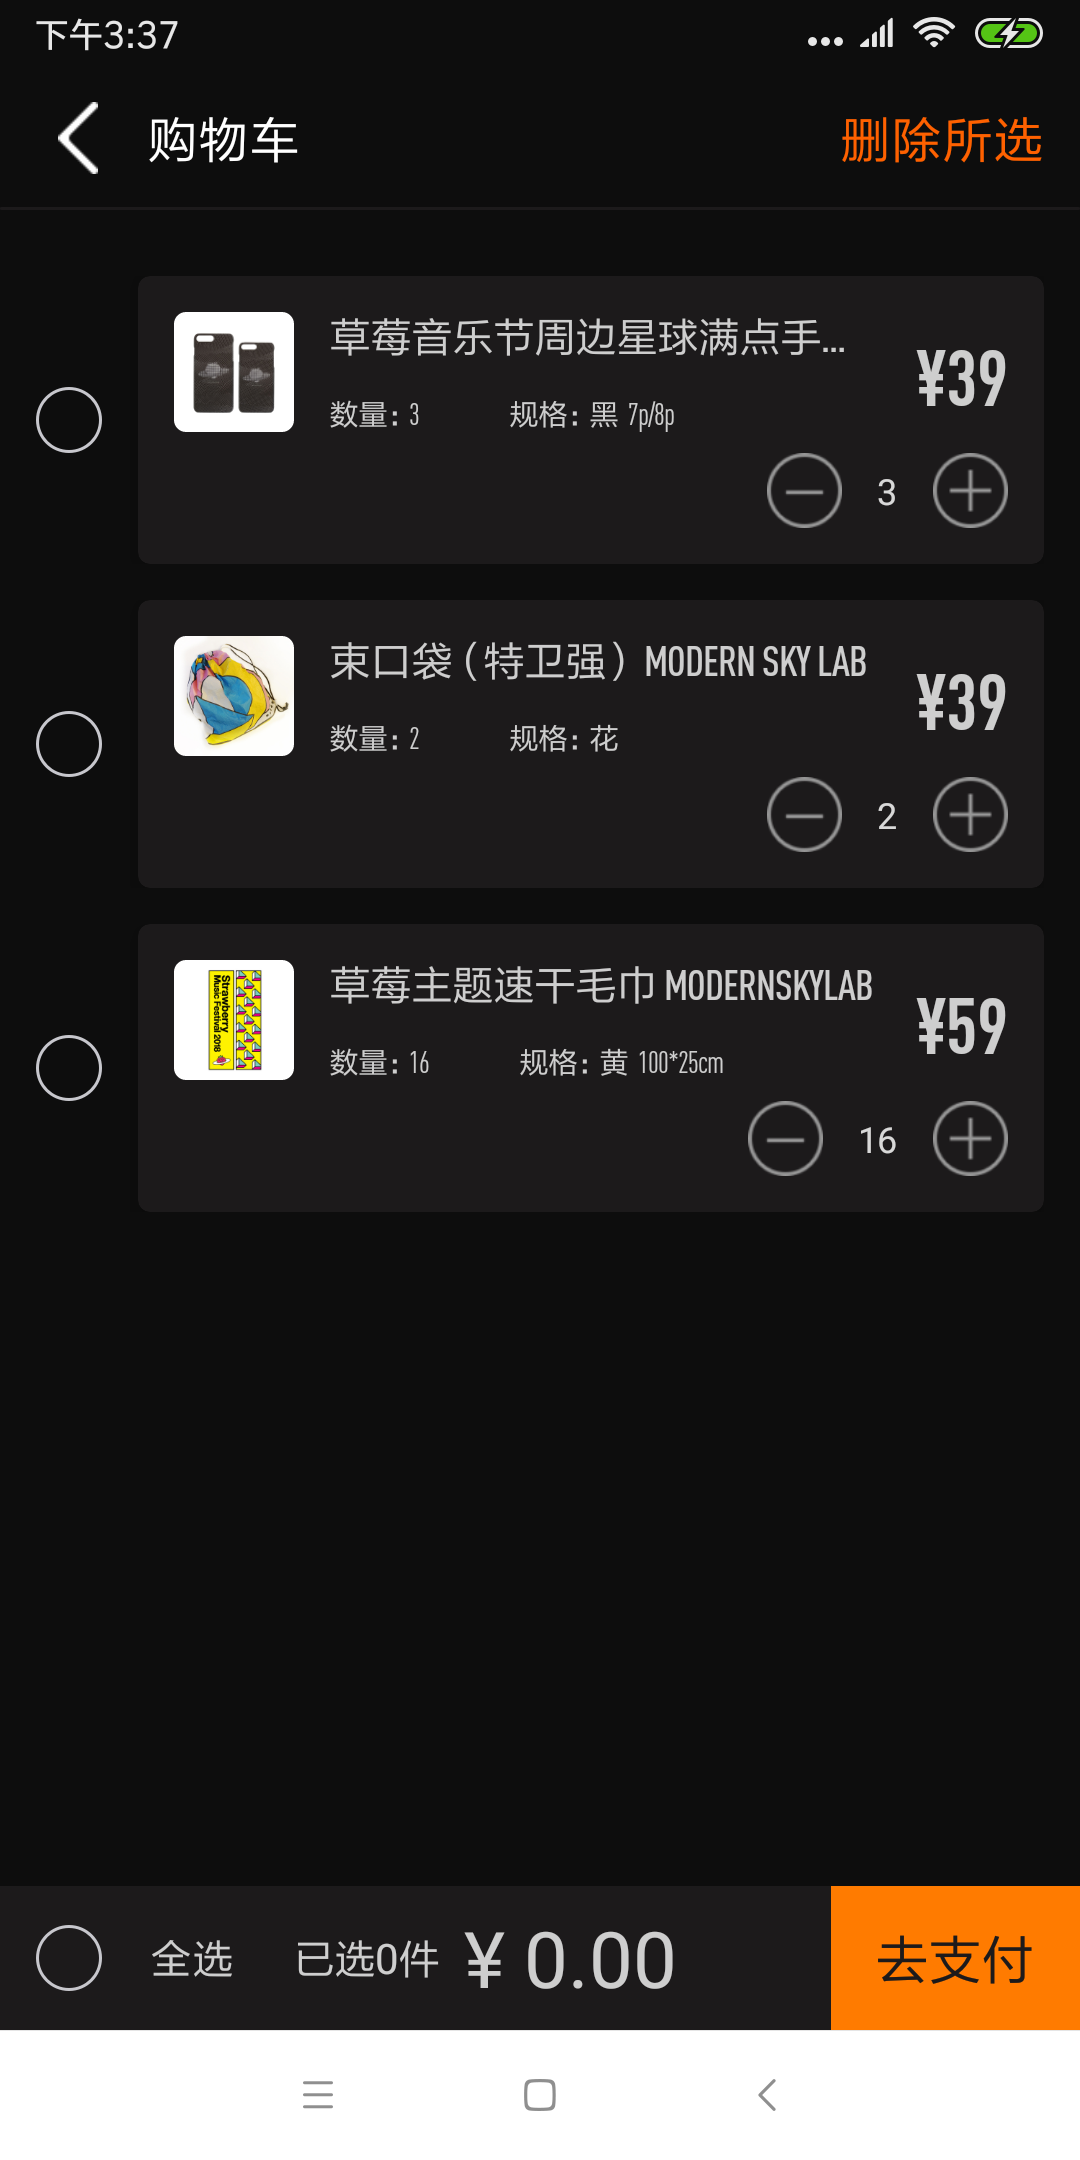 下午3:37
购物车
删除所选
草莓音乐节周边星球满点手...
¥39
数量: 3 规格: 黑 7p/8p
3
束口袋（特卫强）MODERN SKY LAB
¥39
数量: 2 规格: 花
2
Strawberry
Music Festival 2018
草莓主题速干毛巾 MODERNSKYLAB
¥59
数量: 16 规格: 黄 100*25cm
16
全选 已选0件 ¥ 0.00
去支付